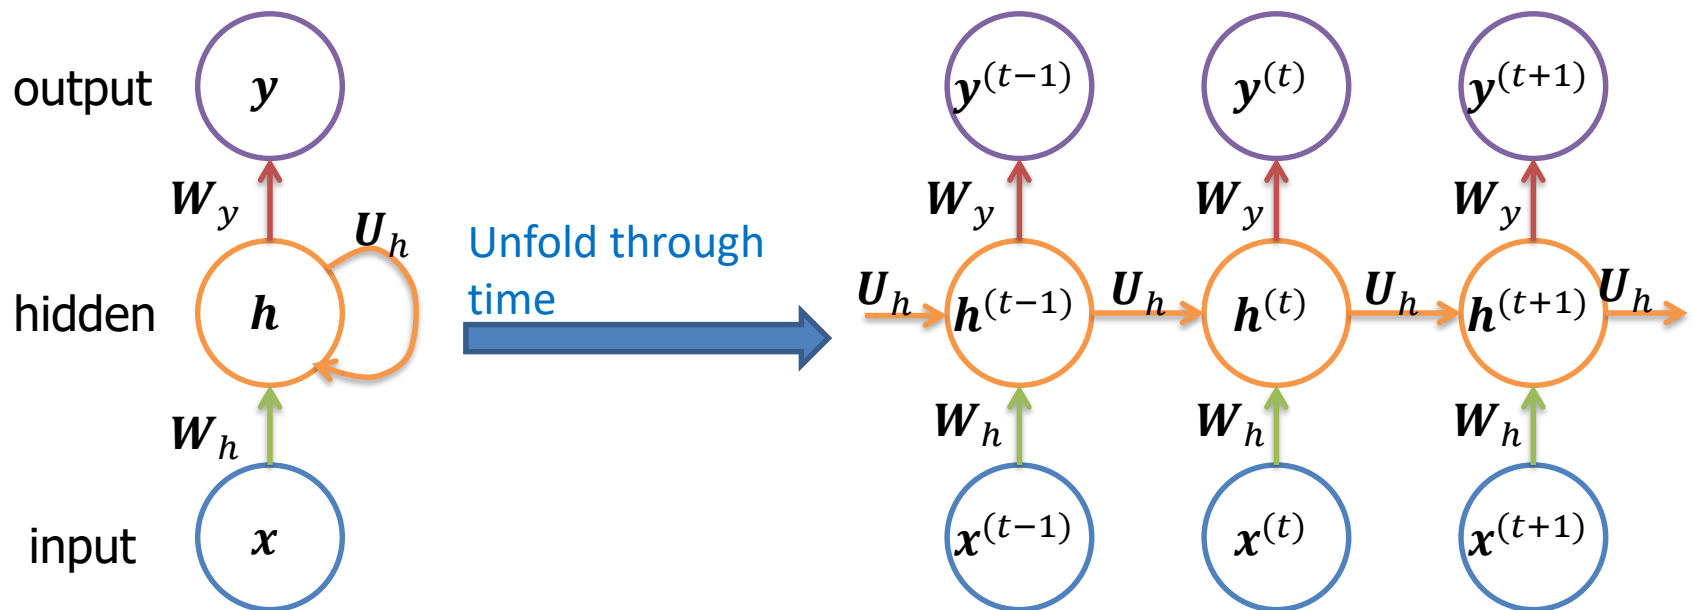 output y y^(t−1) y^(t) y^(t+1)
W_y W_y W_y W_y
U_h
Unfold through
time
hidden h U_h h^(t−1) U_h h^(t) U_h h^(t+1) U_h
W_h W_h W_h W_h
input x x^(t−1) x^(t) x^(t+1)